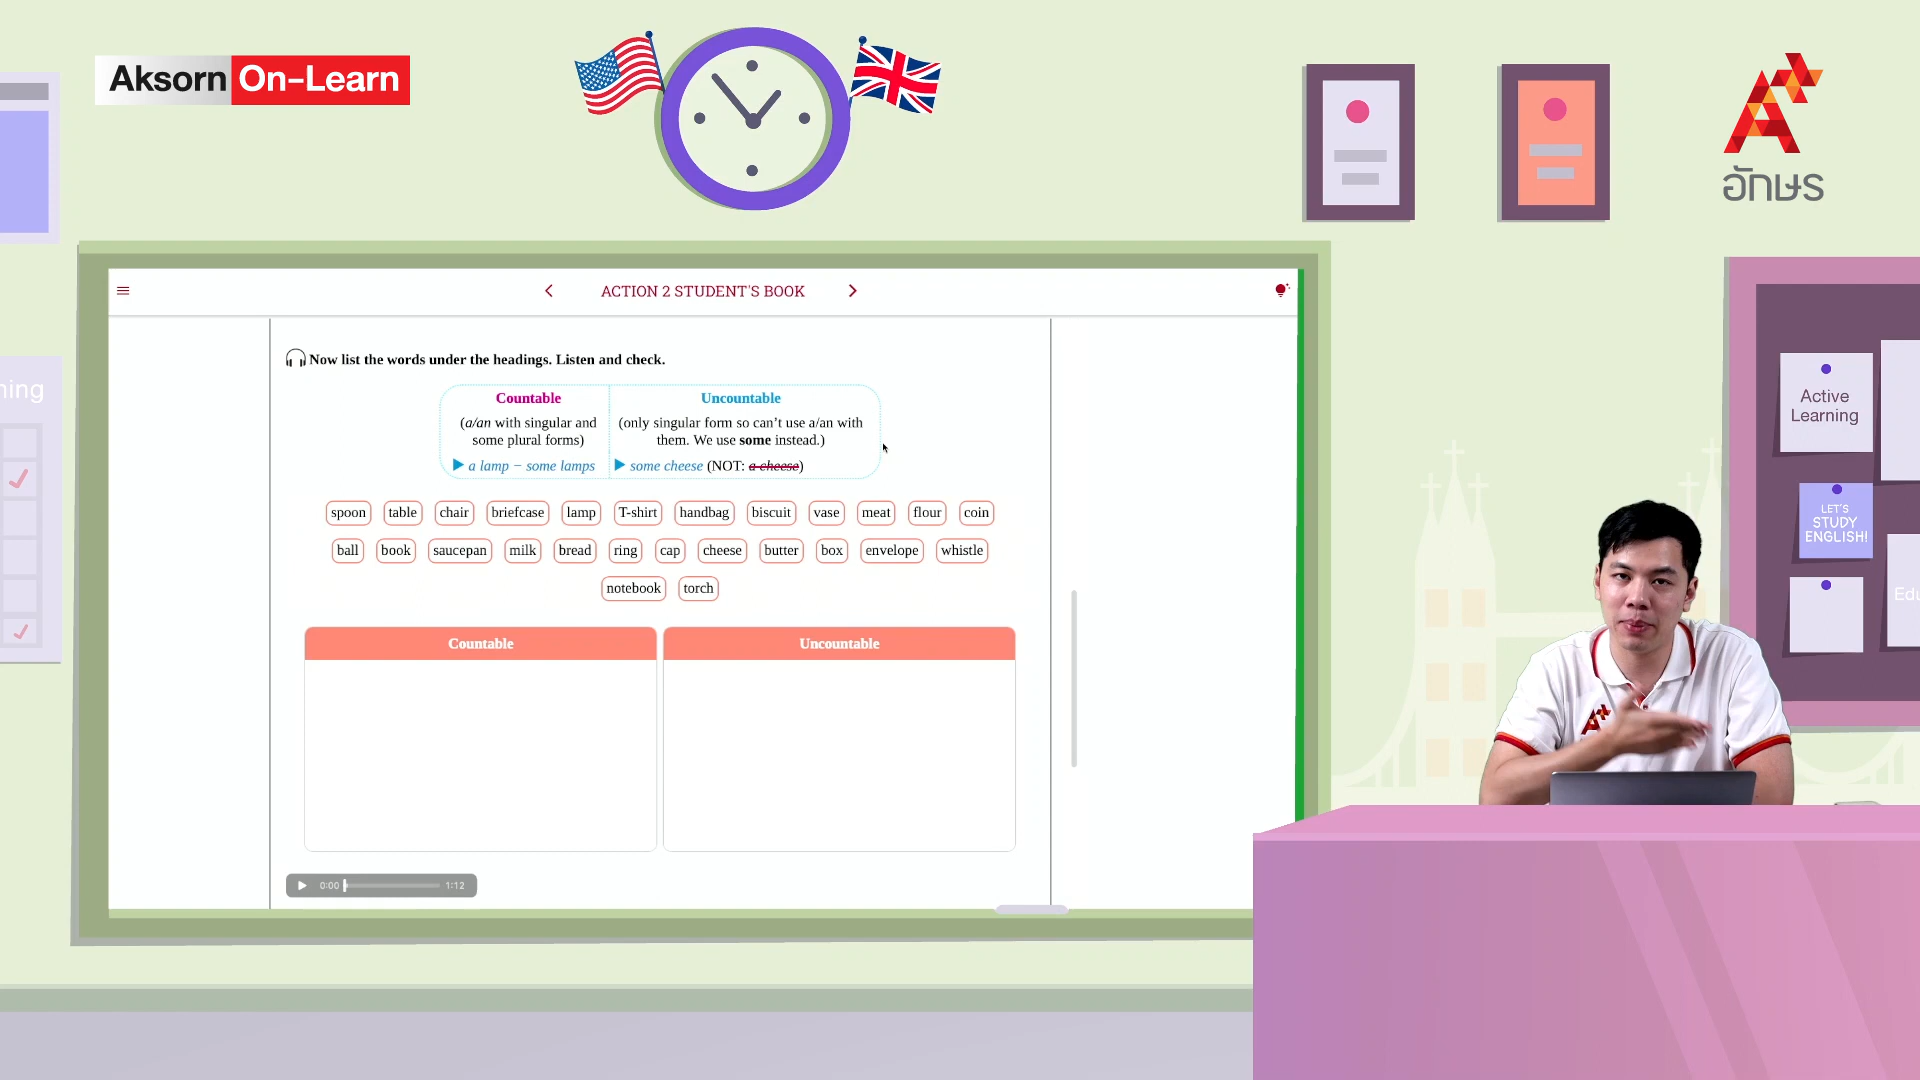 Aksorn On-Learn
อักษร
ACTION 2 STUDENT'S BOOK
Now list the words under the headings. Listen and check.
Countable
Uncountable
(a/an with singular and
some plural forms)
(only singular form so can't use a/an with
them. We use some instead.)
a lamp – some lamps
some cheese (NOT: a cheese)
spoon table chair briefcase lamp T-shirt handbag biscuit vase meat flour coin
ball book saucepan milk bread ring cap cheese butter box envelope whistle
notebook torch
Countable
Uncountable
0:00
1:12
ning
Active
Learning
LET'S
STUDY
ENGLISH!
Edu